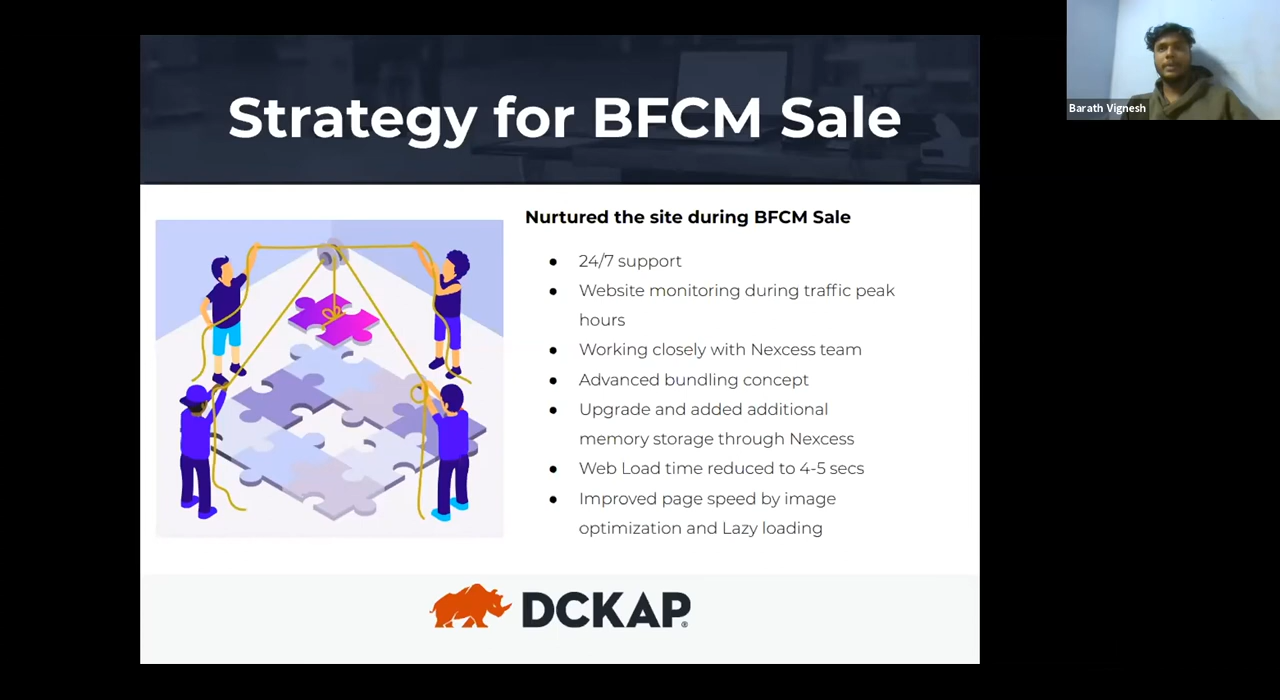 Strategy for BFCM Sale
Barath Vignesh
Nurtured the site during BFCM Sale
● 24/7 support
● Website monitoring during traffic peak
hours
● Working closely with Nexcess team
● Advanced bundling concept
● Upgrade and added additional
memory storage through Nexcess
● Web Load time reduced to 4-5 secs
● Improved page speed by image
optimization and Lazy loading
DCKAP®